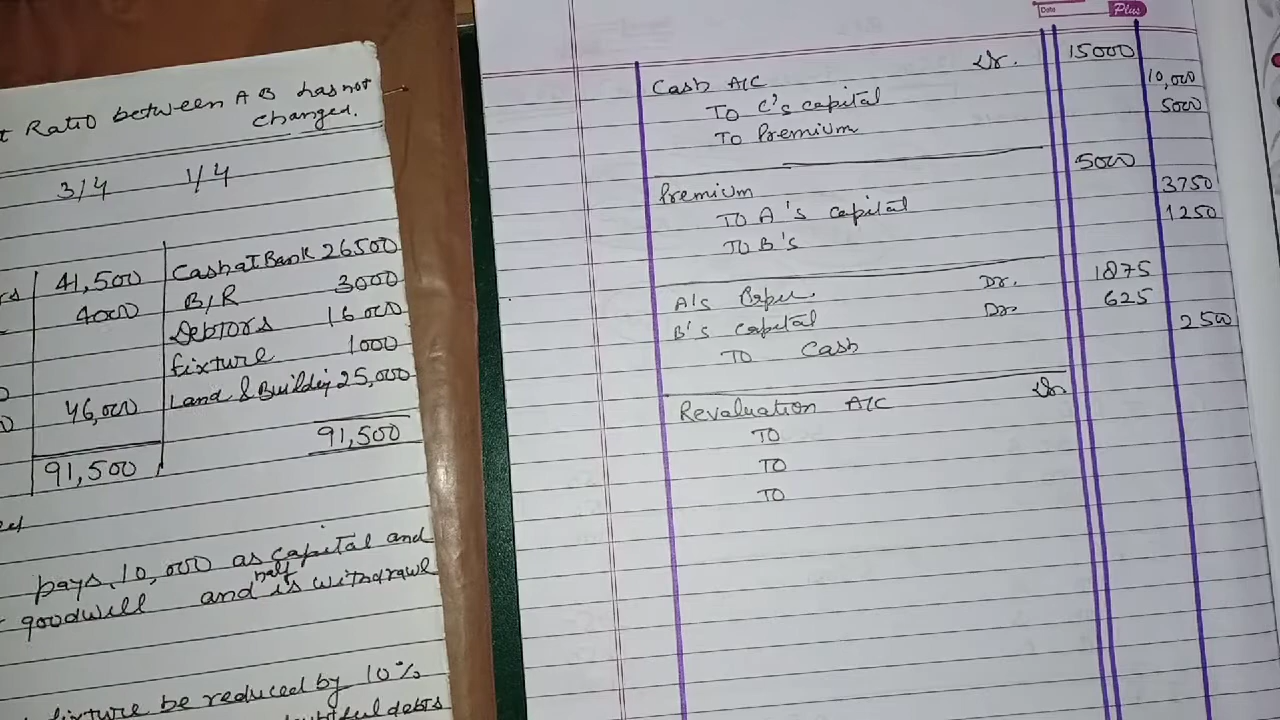 t Ratio between A B has not
changed.
3/4 1/4
rs 41,500 Cash at Bank 26500
4000 B/R 3000
Debtors 16000
fixture 1000
46,000 Land & Building 25,000
91,500 91,500
pays 10,000 as capital and
goodwill and half is withdrawl
fixture be reduced by 10%
debts
Date Plus
Cash A/C Dr. 15000
To C's capital 10,000
To Premium 5000
Premium 5000
To A's capital 3750
To B's 1250
A's Dr. 1875
B's capital Dr. 625
To Cash 2500
Revaluation A/C Dr.
To
To
To